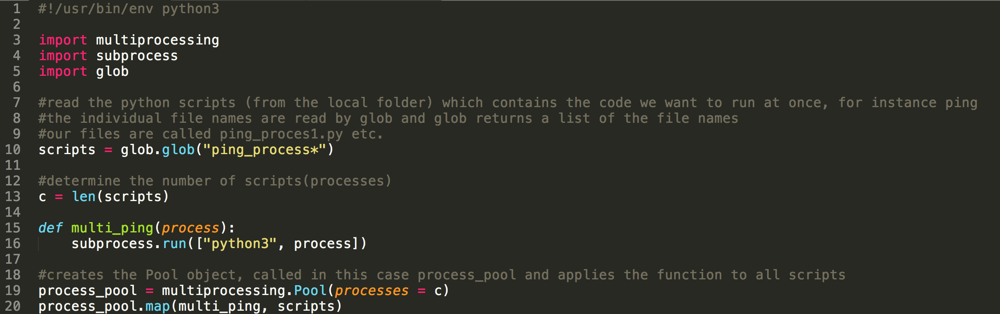 1 #!/usr/bin/env python3
2
3 import multiprocessing
4 import subprocess
5 import glob
6
7 #read the python scripts (from the local folder) which contains the code we want to run at once, for instance ping
8 #the individual file names are read by glob and glob returns a list of the file names
9 #our files are called ping_proces1.py etc.
10 scripts = glob.glob("ping_process*")
11
12 #determine the number of scripts(processes)
13 c = len(scripts)
14
15 def multi_ping(process):
16     subprocess.run(["python3", process])
17
18 #creates the Pool object, called in this case process_pool and applies the function to all scripts
19 process_pool = multiprocessing.Pool(processes = c)
20 process_pool.map(multi_ping, scripts)